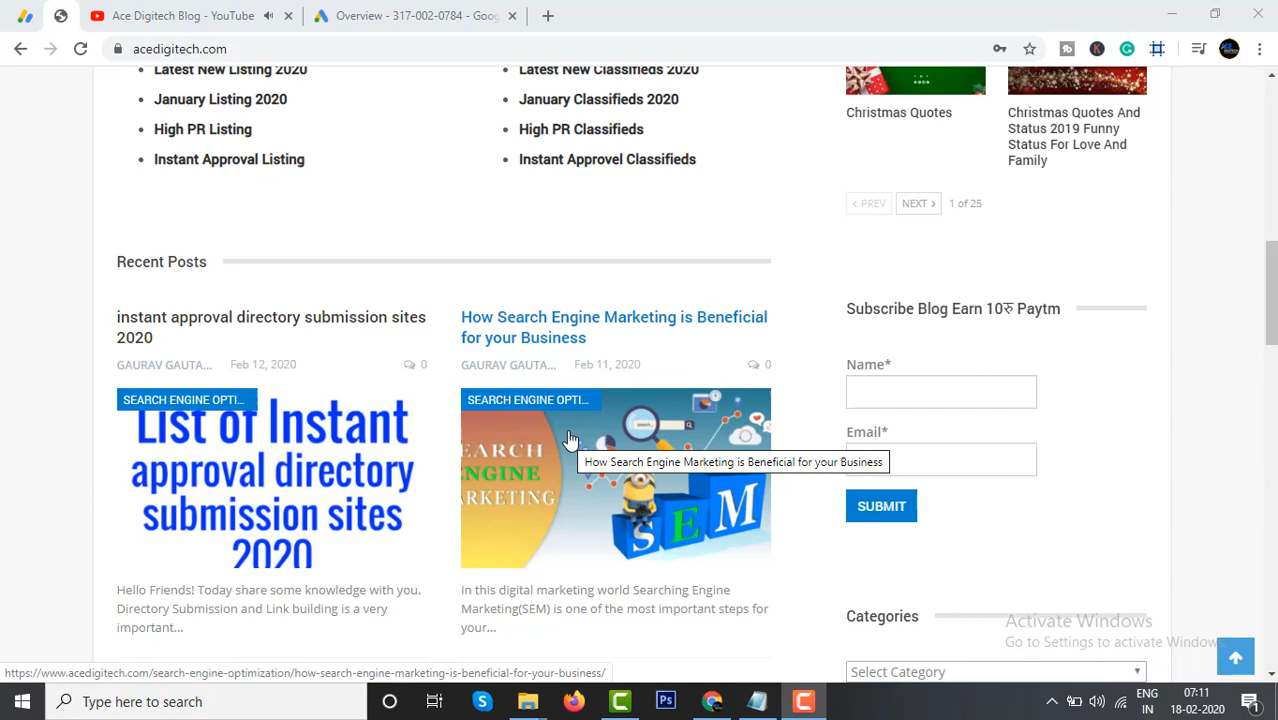 Ace Digitech Blog - YouTube
Overview - 317-002-0784 - Goog
acedigitech.com
Latest New Listing 2020
January Listing 2020
High PR Listing
Instant Approval Listing
Latest New Classifieds 2020
January Classifieds 2020
High PR Classifieds
Instant Approvel Classifieds
Christmas Quotes
Christmas Quotes And
Status 2019 Funny
Status For Love And
Family
PREV
NEXT
1 of 25
Recent Posts
instant approval directory submission sites
2020
GAURAV GAUTA...
Feb 12, 2020
0
SEARCH ENGINE OPTI...
List of Instant
approval directory
submission sites
2020
Hello Friends! Today share some knowledge with you.
Directory Submission and Link building is a very
important...
How Search Engine Marketing is Beneficial
for your Business
GAURAV GAUTA...
Feb 11, 2020
0
SEARCH ENGINE OPTI...
SEARCH
ENGINE
MARKETING
S E M
How Search Engine Marketing is Beneficial for your Business
In this digital marketing world Searching Engine
Marketing(SEM) is one of the most important steps for
your...
Subscribe Blog Earn 10रु Paytm
Name*
Email*
SUBMIT
Categories
Select Category
Activate Windows
Go to Settings to activate Windows.
https://www.acedigitech.com/search-engine-optimization/how-search-engine-marketing-is-beneficial-for-your-business/
Type here to search
ENG
IN
07:11
18-02-2020